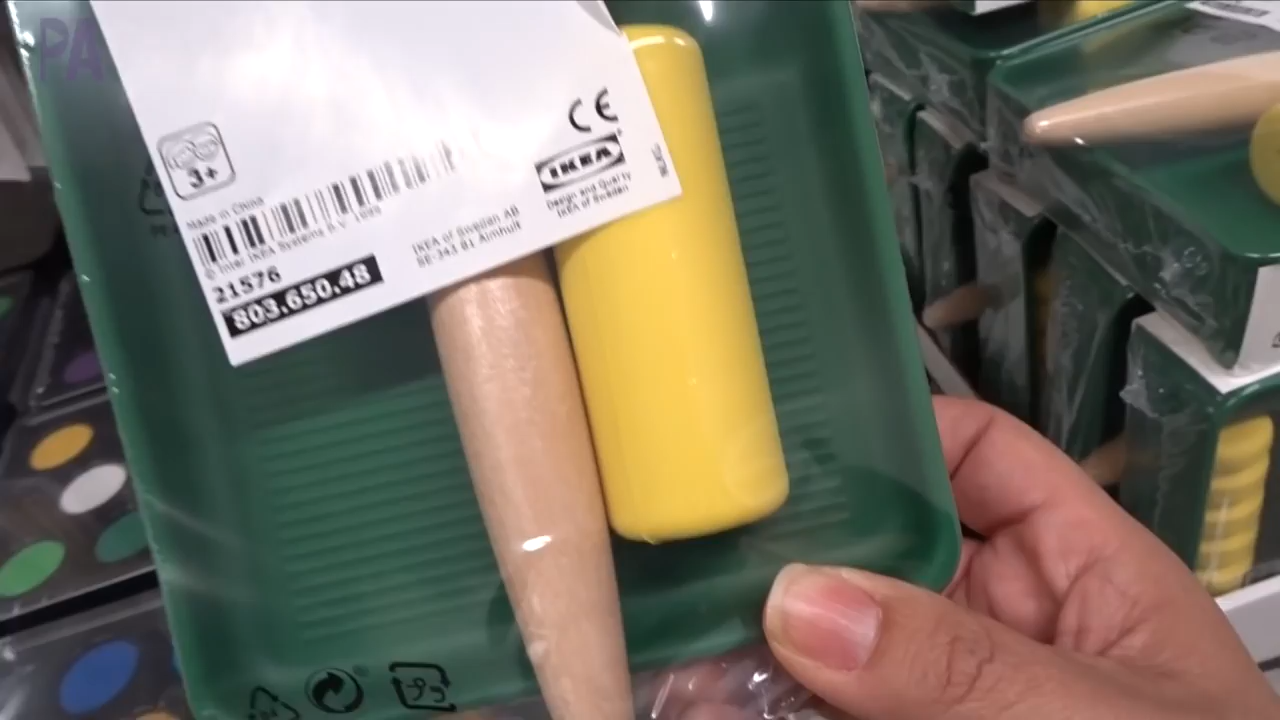 PA
CE
3+
IKEA
Design and Quality
IKEA of Sweden
Made in China
© Inter IKEA Systems B.V. 1999
IKEA of Sweden AB
SE-343 81 Älmhult
21576
803.650.48